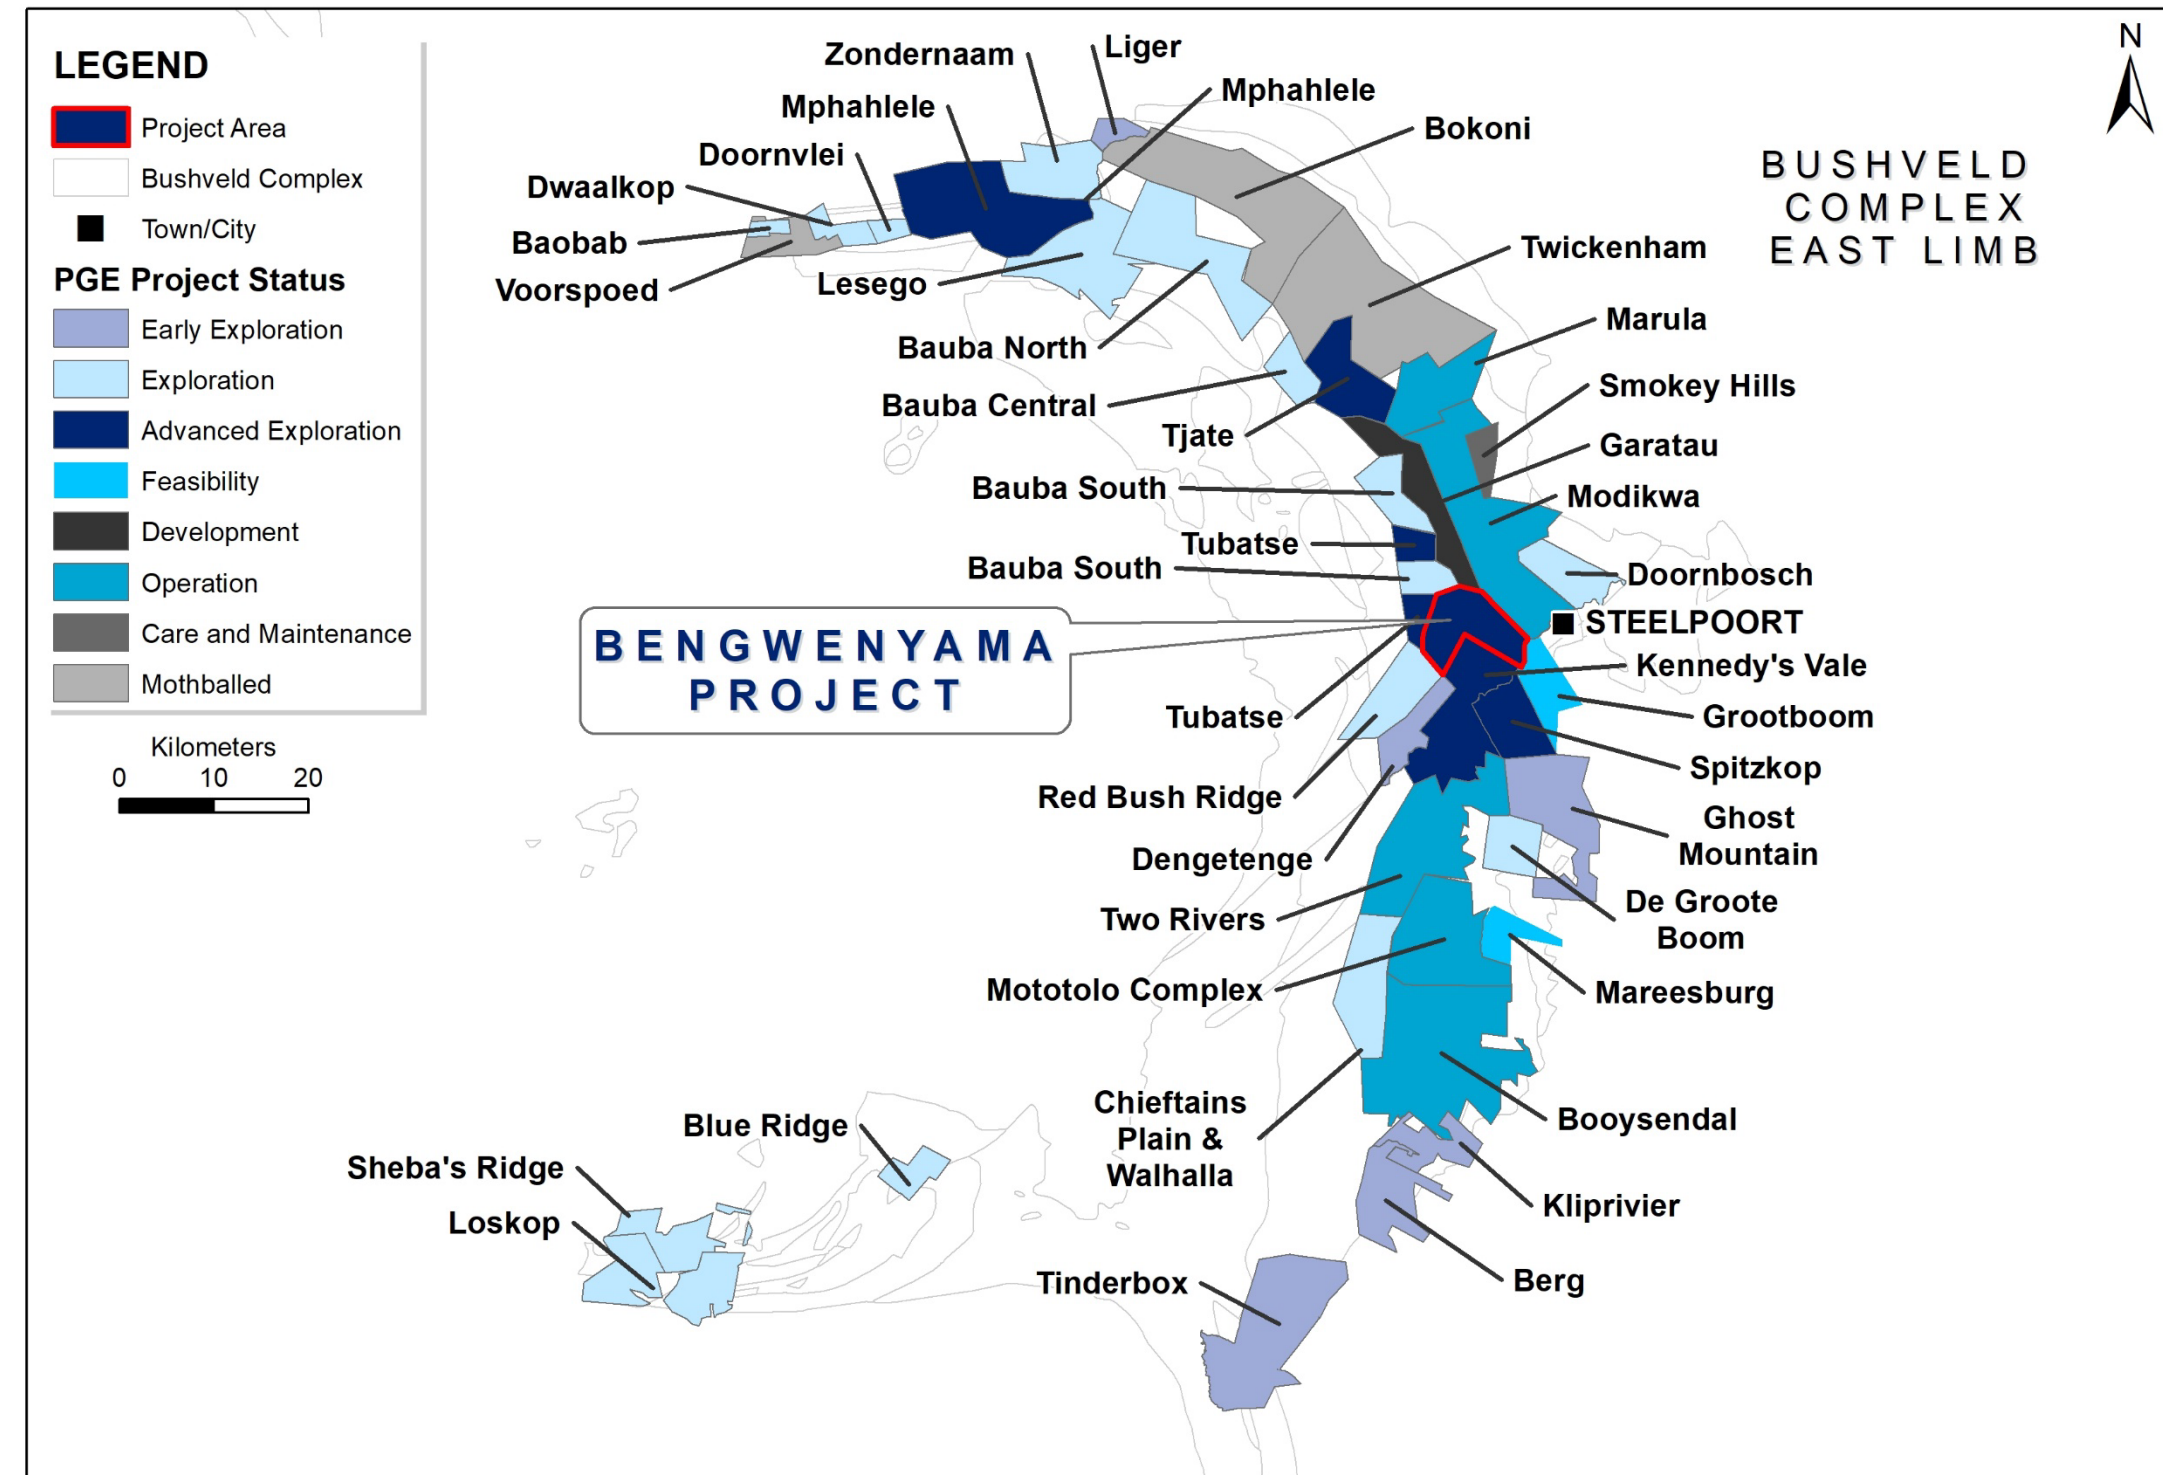 LEGEND
Project Area
Bushveld Complex
Town/City
PGE Project Status
Early Exploration
Exploration
Advanced Exploration
Feasibility
Development
Operation
Care and Maintenance
Mothballed
Kilometers
0 10 20
N
BUSHVELD
COMPLEX
EAST LIMB
Liger
Zondernaam
Mphahlele
Mphahlele
Bokoni
Doornvlei
Dwaalkop
Baobab
Voorspoed
Lesego
Twickenham
Marula
Bauba North
Smokey Hills
Bauba Central
Tjate
Garatau
Bauba South
Modikwa
Tubatse
Bauba South
Doornbosch
STEELPOORT
BENGWENYAMA
PROJECT
Kennedy's Vale
Tubatse
Grootboom
Spitzkop
Red Bush Ridge
Ghost
Mountain
Dengetenge
De Groote
Boom
Two Rivers
Mototolo Complex
Mareesburg
Chieftains
Plain &
Walhalla
Booysendal
Blue Ridge
Sheba's Ridge
Loskop
Kliprivier
Berg
Tinderbox